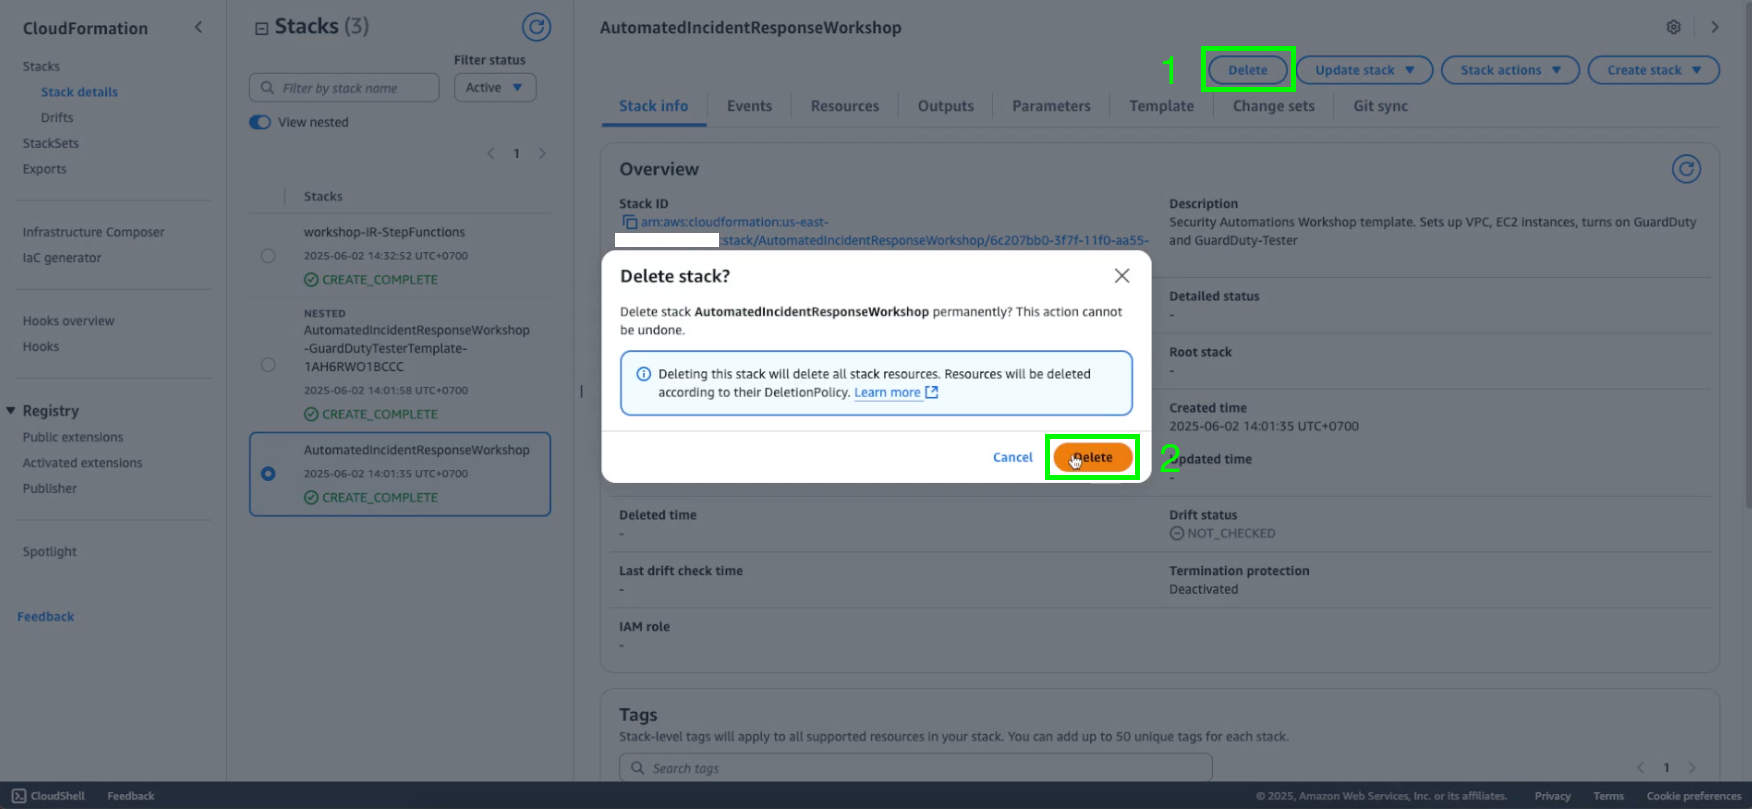 CloudFormation
Stacks
Stack details
Drifts
StackSets
Exports
Infrastructure Composer
IaC generator
Hooks overview
Hooks
Registry
Public extensions
Activated extensions
Publisher
Spotlight
Feedback
Stacks (3)
Filter status
Filter by stack name
Active
View nested
1
Stacks
workshop-IR-StepFunctions
2025-06-02 14:32:52 UTC+0700
CREATE_COMPLETE
NESTED
AutomatedIncidentResponseWorkshop
-GuardDutyTesterTemplate-
1AH6RWO1BCCC
2025-06-02 14:01:58 UTC+0700
CREATE_COMPLETE
AutomatedIncidentResponseWorkshop
2025-06-02 14:01:35 UTC+0700
CREATE_COMPLETE
AutomatedIncidentResponseWorkshop
1
Delete
Update stack
Stack actions
Create stack
Stack info
Events
Resources
Outputs
Parameters
Template
Change sets
Git sync
Overview
Stack ID
arn:aws:cloudformation:us-east-
:stack/AutomatedIncidentResponseWorkshop/6c207bb0-3f7f-11f0-aa55-
Description
Security Automations Workshop template. Sets up VPC, EC2 instances, turns on GuardDuty
and GuardDuty-Tester
Detailed status
-
Root stack
-
Created time
2025-06-02 14:01:35 UTC+0700
Updated time
-
Delete stack?
Delete stack AutomatedIncidentResponseWorkshop permanently? This action cannot
be undone.
Deleting this stack will delete all stack resources. Resources will be deleted
according to their DeletionPolicy. Learn more
Cancel
Delete
2
Deleted time
-
Drift status
NOT_CHECKED
Last drift check time
-
Termination protection
Deactivated
IAM role
-
Tags
Stack-level tags will apply to all supported resources in your stack. You can add up to 50 unique tags for each stack.
Search tags
1
CloudShell
Feedback
© 2025, Amazon Web Services, Inc. or its affiliates.
Privacy
Terms
Cookie preferences